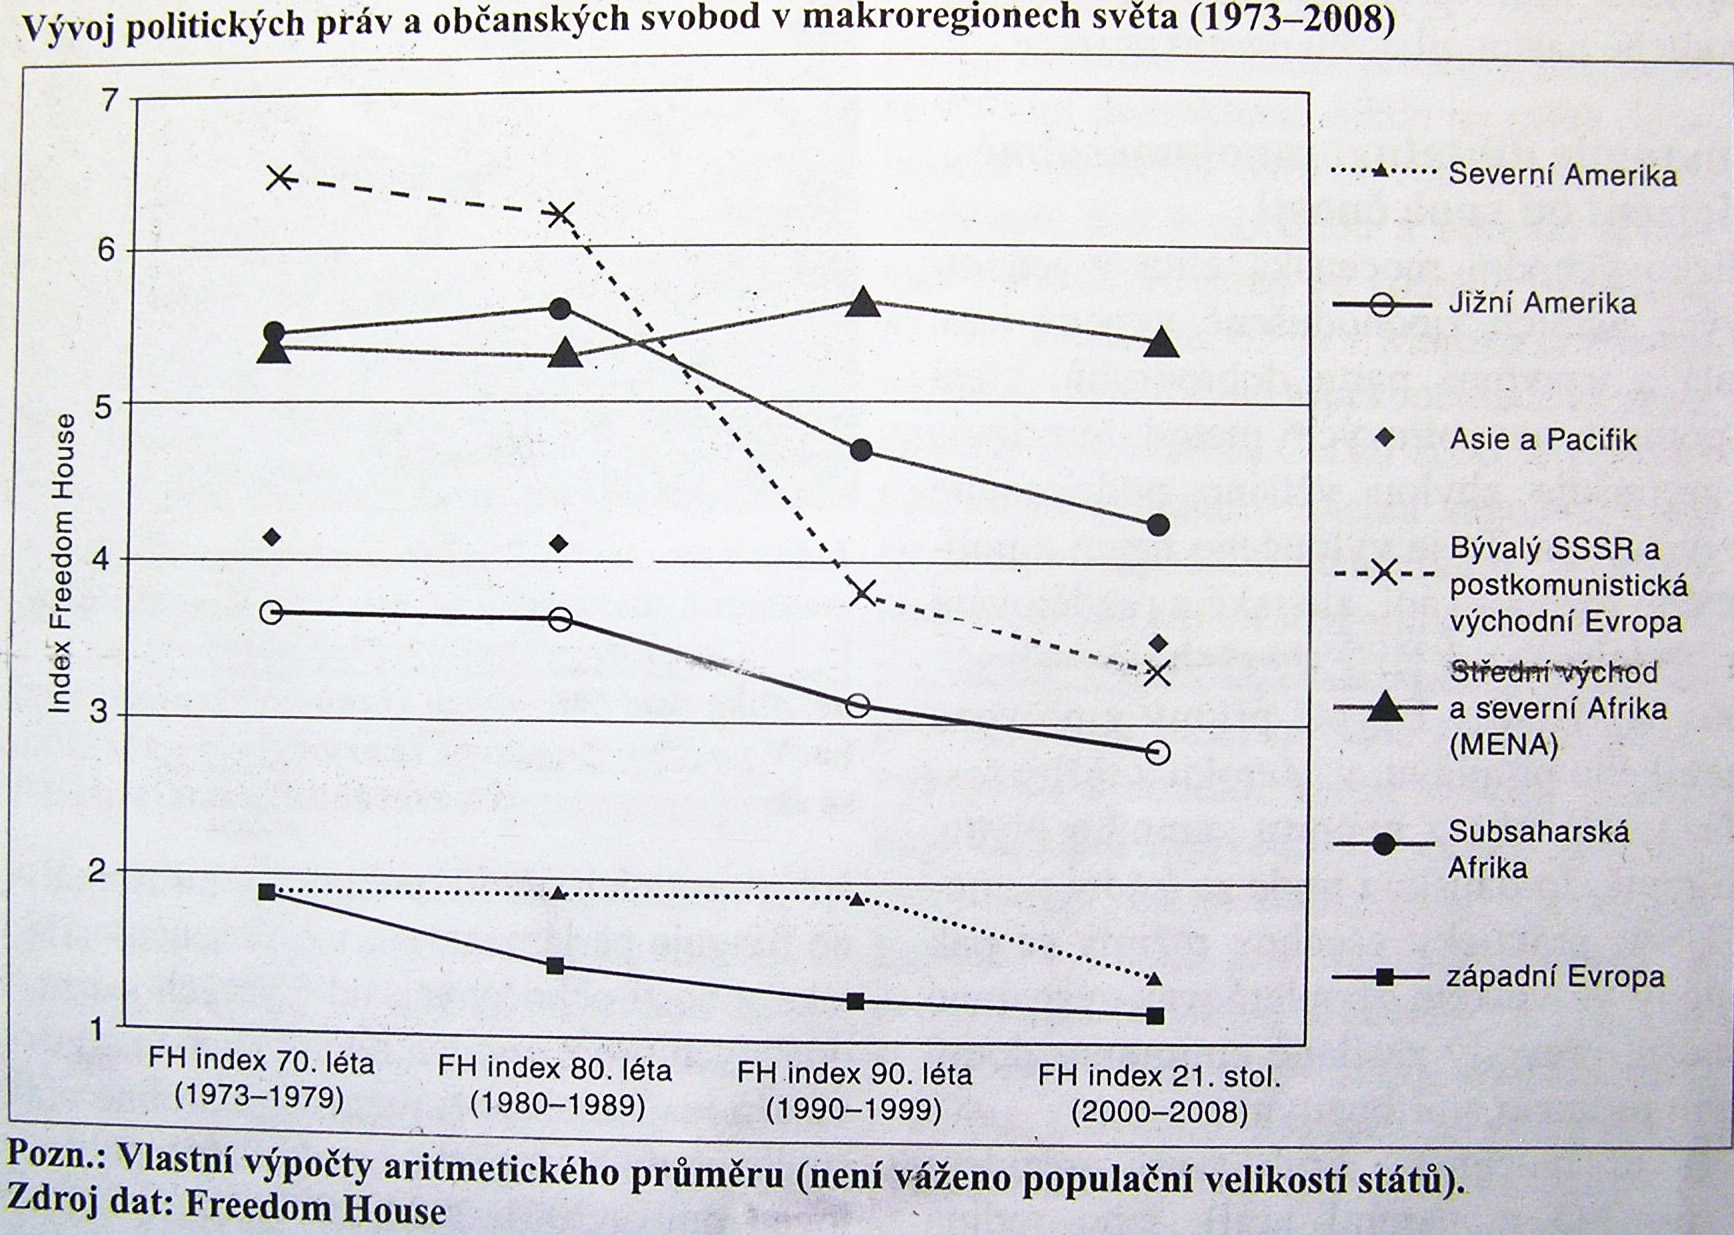 Vývoj politických práv a občanských svobod v makroregionech světa (1973–2008)
7
6
5
4
3
2
1
Index Freedom House
FH index 70. léta
(1973–1979)
FH index 80. léta
(1980–1989)
FH index 90. léta
(1990–1999)
FH index 21. stol.
(2000–2008)
Severní Amerika
Jižní Amerika
Asie a Pacifik
Bývalý SSSR a
postkomunistická
východní Evropa
Střední východ
a severní Afrika
(MENA)
Subsaharská
Afrika
západní Evropa
Pozn.: Vlastní výpočty aritmetického průměru (není váženo populační velikostí států).
Zdroj dat: Freedom House